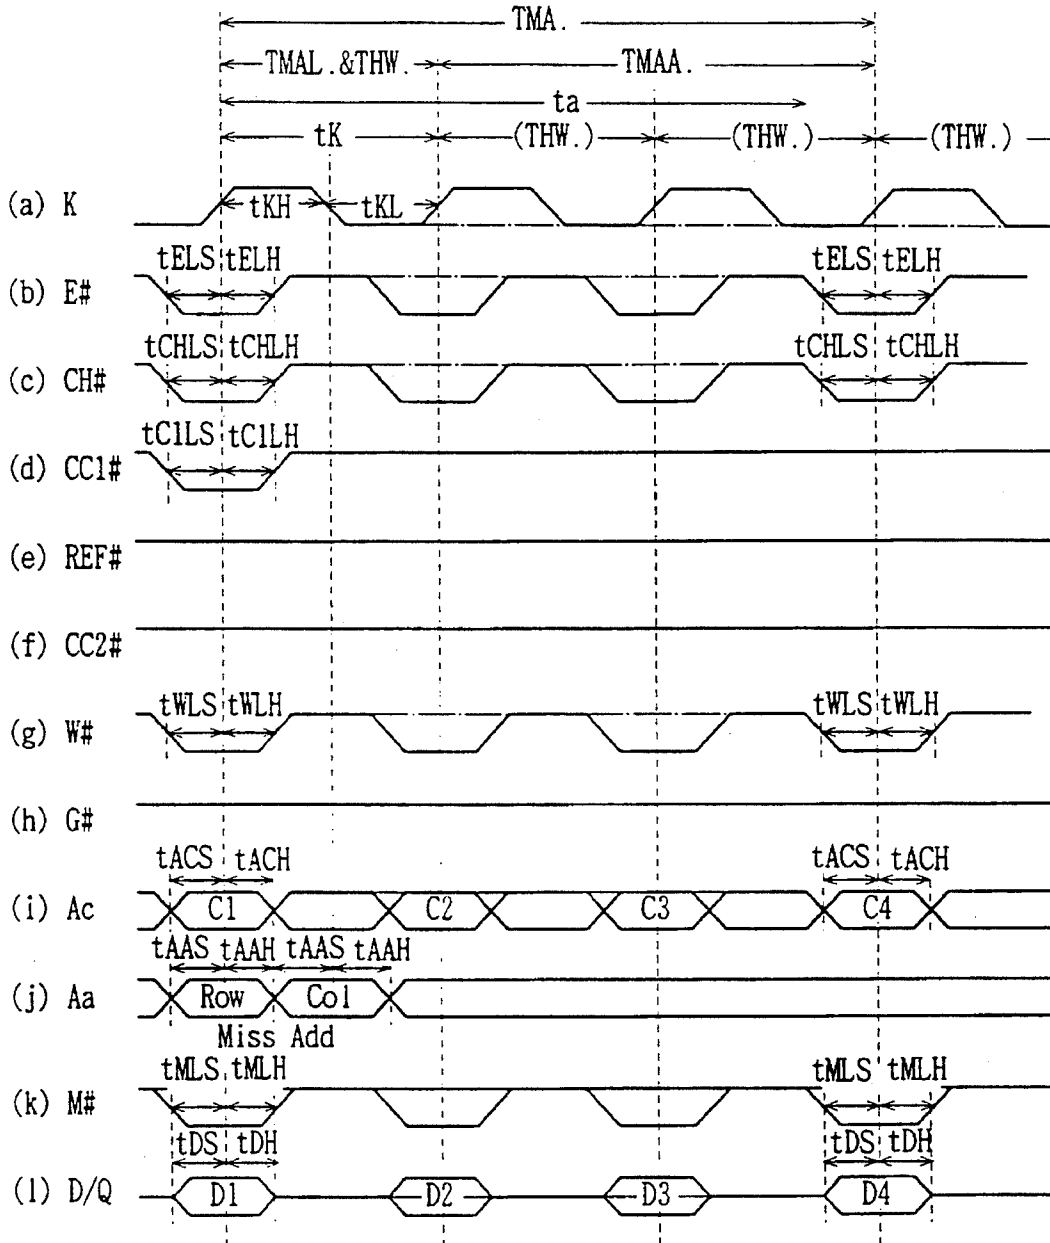 TMA.
TMAL.&THW. TMAA.
ta
tK (THW.) (THW.) (THW.)
(a) K tKH tKL
tELS tELH tELS tELH
(b) E#
tCHLS tCHLH tCHLS tCHLH
(c) CH#
tC1LS tC1LH
(d) CC1#
(e) REF#
(f) CC2#
tWLS tWLH tWLS tWLH
(g) W#
(h) G#
tACS tACH tACS tACH
(i) Ac C1 C2 C3 C4
tAAS tAAH tAAS tAAH
(j) Aa Row Col
Miss Add
tMLS tMLH tMLS tMLH
(k) M#
tDS tDH tDS tDH
(l) D/Q D1 D2 D3 D4